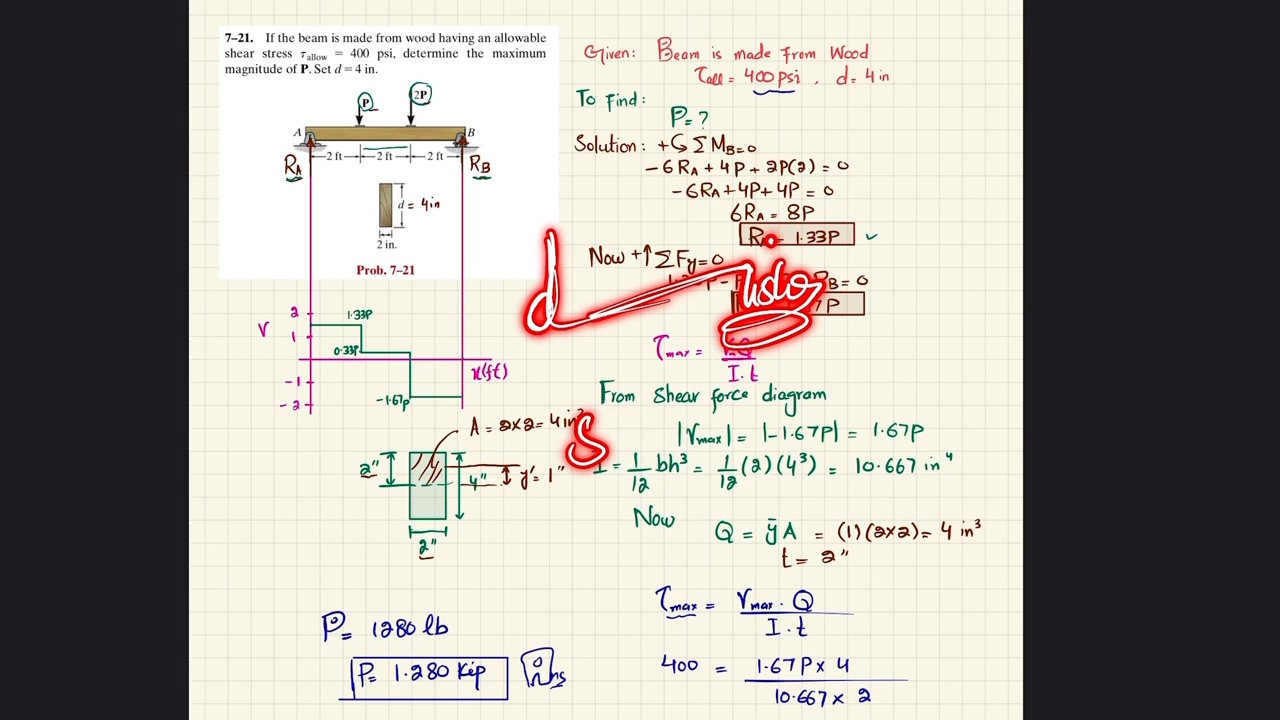 7–21. If the beam is made from wood having an allowable
shear stress τallow = 400 psi, determine the maximum
magnitude of P. Set d = 4 in.
P
2P
A
B
2 ft
2 ft
2 ft
RA
RB
d = 4in
2 in.
Prob. 7–21
V
2
1
-1
-2
1.33P
0.33P
-1.67P
x(ft)
A = 2x2= 4 in²
2"
4"
y'= 1"
2"
P= 1280 lb
P= 1.280 Kip
Ans
Given: Beam is made from Wood
τall = 400 psi , d= 4 in
To Find:
P= ?
Solution: +↺ ΣMB=0
-6RA + 4P + 2P(2) = 0
-6RA+4P+4P = 0
6RA = 8P
RA = 1.33P ✓
Now +↑ ΣFy=0
RB= 0
7P
τmax = Q
I.t
From Shear force diagram
|Vmax| = |-1.67P| = 1.67P
I = 1/12 bh³ = 1/12 (2)(4³) = 10.667 in⁴
Now
Q = ȳA = (1)(2x2)= 4 in³
t = 2"
τmax = Vmax . Q
I . t
400 = 1.67P x 4
10.667 x 2